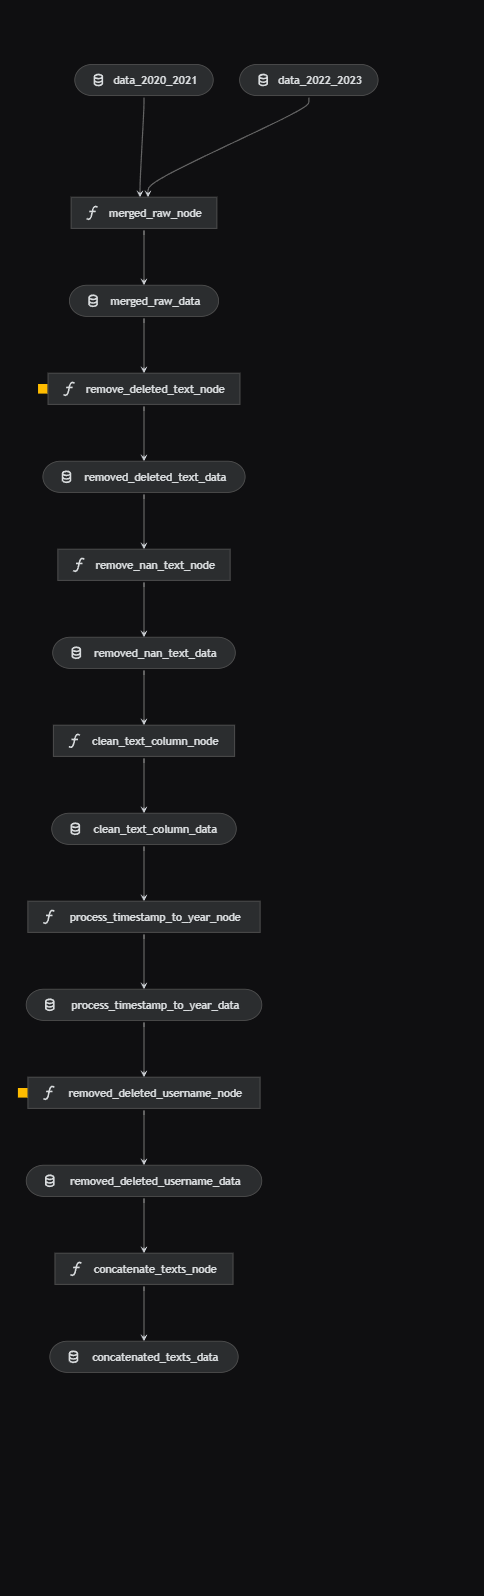 data_2020_2021
data_2022_2023
merged_raw_node
merged_raw_data
remove_deleted_text_node
removed_deleted_text_data
remove_nan_text_node
removed_nan_text_data
clean_text_column_node
clean_text_column_data
process_timestamp_to_year_node
process_timestamp_to_year_data
removed_deleted_username_node
removed_deleted_username_data
concatenate_texts_node
concatenated_texts_data